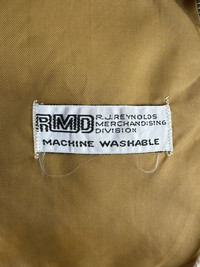 RMD
R.J.REYNOLDS
MERCHANDISING
DIVISION
MACHINE WASHABLE